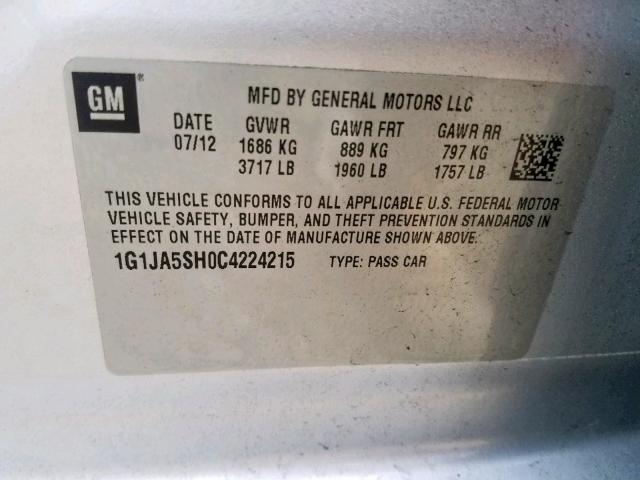 GM ®
MFD BY GENERAL MOTORS LLC
DATE GVWR GAWR FRT GAWR RR
07/12 1686 KG 889 KG 797 KG
3717 LB 1960 LB 1757 LB
THIS VEHICLE CONFORMS TO ALL APPLICABLE U.S. FEDERAL MOTOR
VEHICLE SAFETY, BUMPER, AND THEFT PREVENTION STANDARDS IN
EFFECT ON THE DATE OF MANUFACTURE SHOWN ABOVE.
1G1JA5SH0C4224215 TYPE: PASS CAR